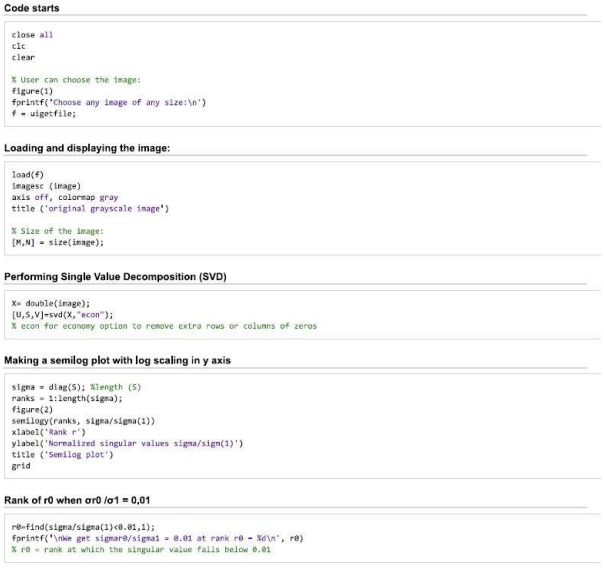 Code starts
close all
clc
clear
% User can choose the image:
figure(1)
fprintf('Choose any image of any size:\n')
f = uigetfile;
Loading and displaying the image:
load(f)
imagesc (image)
axis off, colormap gray
title ('original grayscale image')
% Size of the image:
[M,N] = size(image);
Performing Single Value Decomposition (SVD)
X= double(image);
[U,S,V]=svd(X,"econ");
% econ for economy option to remove extra rows or columns of zeros
Making a semilog plot with log scaling in y axis
sigma = diag(S); %length (S)
ranks = 1:length(sigma);
figure(2)
semilogy(ranks, sigma/sigma(1))
xlabel('Rank r')
ylabel('Normalized singular values sigma/sigm(1)')
title ('Semilog plot')
grid
Rank of r0 when σr0 /σ1 = 0,01
r0=find(sigma/sigma(1)<0.01,1);
fprintf('\nWe get sigmar0/sigma1 = 0.01 at rank r0 = %d\n', r0)
% r0 = rank at which the singular value falls below 0.01